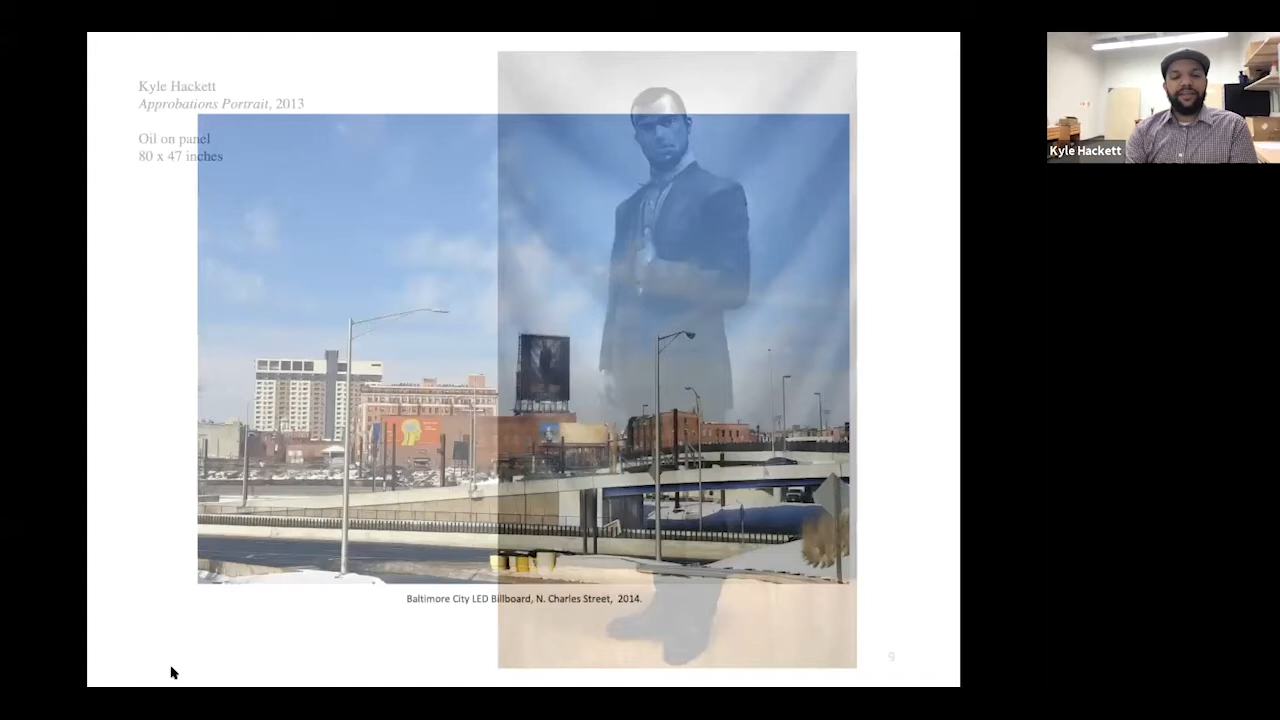 Kyle Hackett
Approbations Portrait, 2013
Oil on panel
80 x 47 inches
Baltimore City LED Billboard, N. Charles Street, 2014.
9
Kyle Hackett